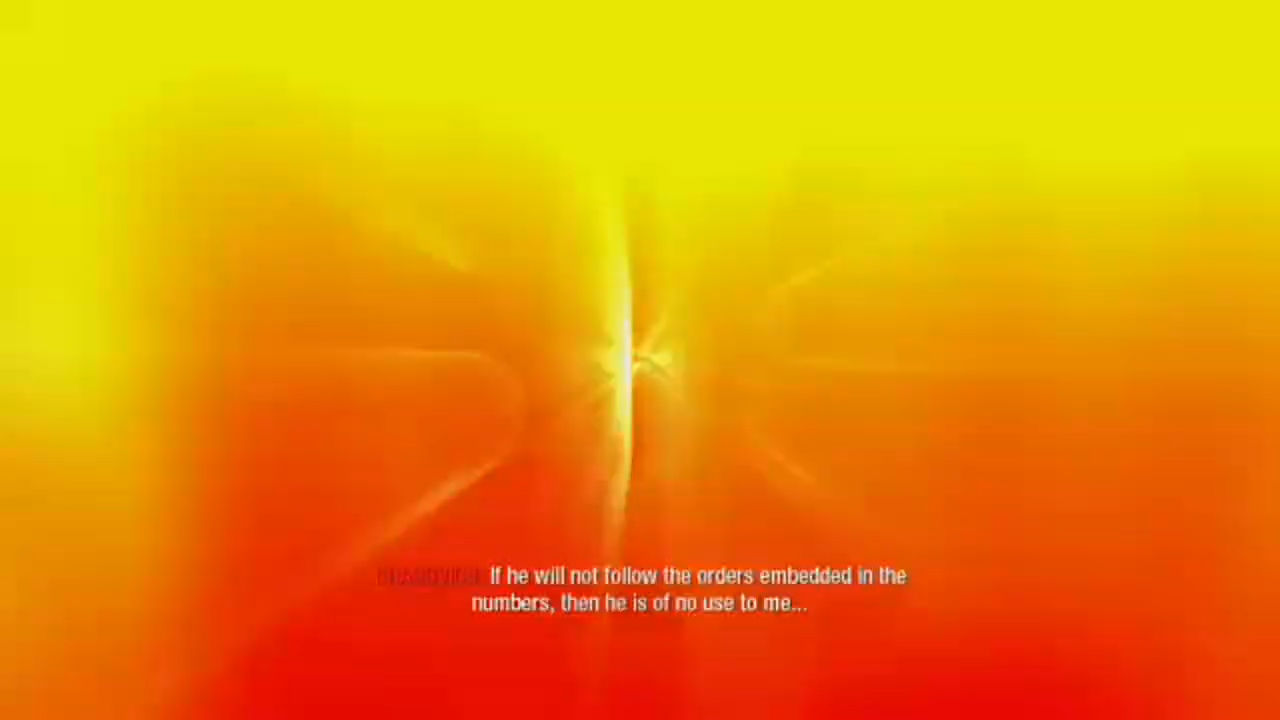 If he will not follow the orders embedded in the
numbers, then he is of no use to me...